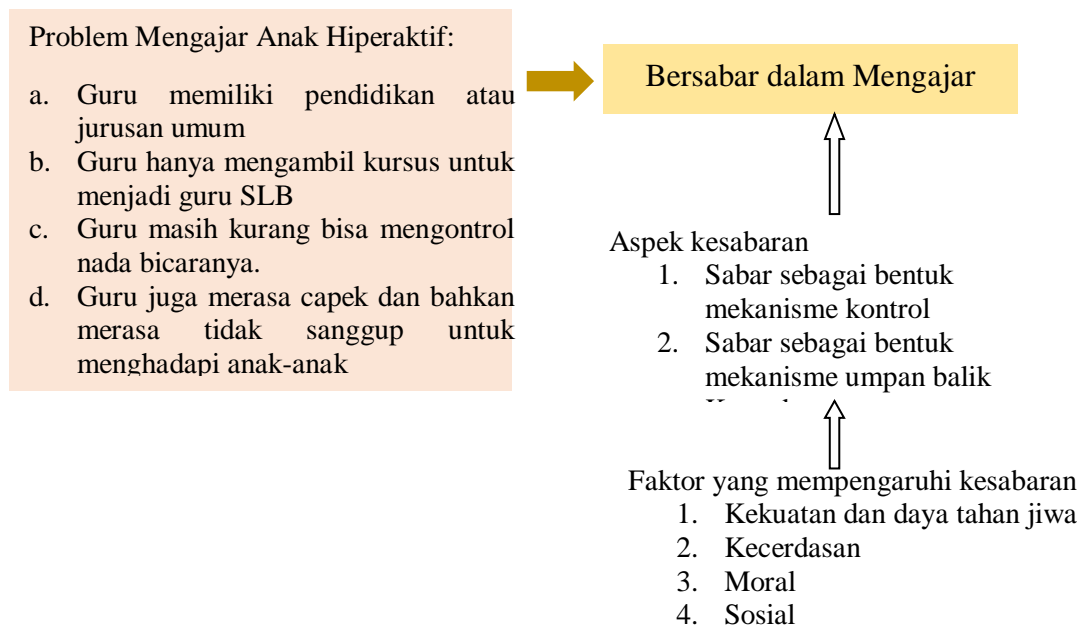 Problem Mengajar Anak Hiperaktif:
a. Guru memiliki pendidikan atau
jurusan umum
b. Guru hanya mengambil kursus untuk
menjadi guru SLB
c. Guru masih kurang bisa mengontrol
nada bicaranya.
d. Guru juga merasa capek dan bahkan
merasa tidak sanggup untuk
menghadapi anak-anak
Bersabar dalam Mengajar
Aspek kesabaran
1. Sabar sebagai bentuk
mekanisme kontrol
2. Sabar sebagai bentuk
mekanisme umpan balik
Faktor yang mempengaruhi kesabaran
1. Kekuatan dan daya tahan jiwa
2. Kecerdasan
3. Moral
4. Sosial